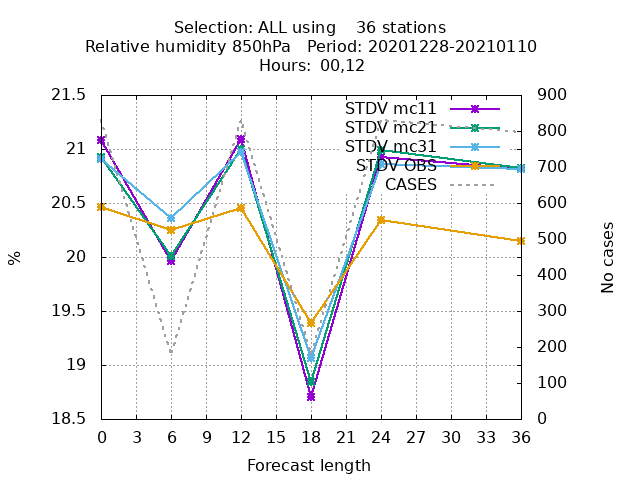 Selection: ALL using    36 stations
Relative humidity 850hPa   Period: 20201228-20210110
Hours: 00,12
21.5
21
20.5
20
19.5
19
18.5
%
STDV mc11
STDV mc21
STDV mc31
STDV OBS
CASES
900
800
700
600
500
400
300
200
100
0
No cases
0 3 6 9 12 15 18 21 24 27 30 33 36
Forecast length